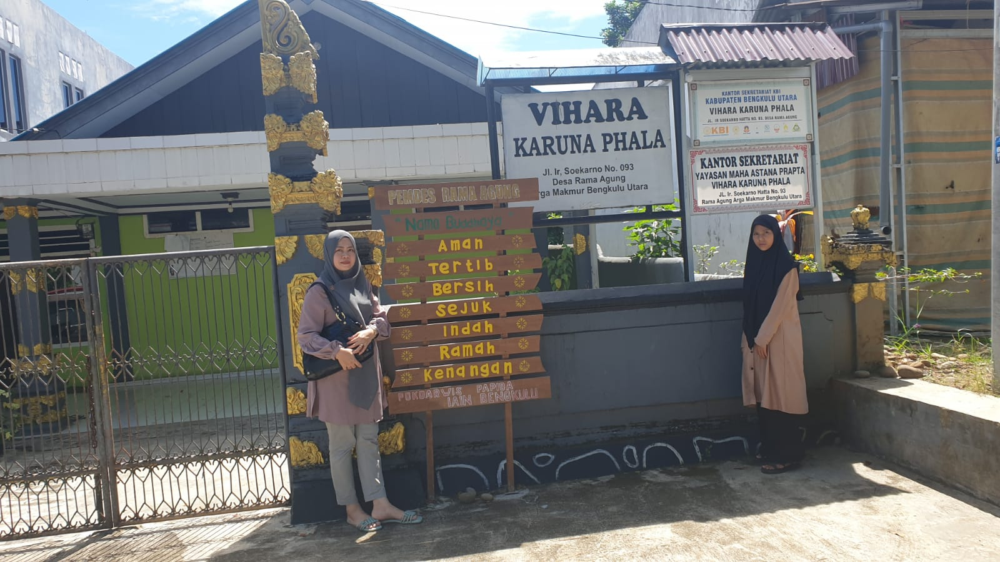 VIHARA
KARUNA PHALA
Jl. Ir, Soekarno No. 093
Desa Rama Agung
rga Makmur Bengkulu Utara
KANTOR SEKRETARIAT KBI
KABUPATEN BENGKULU UTARA
VIHARA KARUNA PHALA
JL. IR SOEKARNO HATTA NO. 93. DESA RAMA AGUNG
KBI
KANTOR SEKRETARIAT
YAYASAN MAHA ASTANA PRAPTA
VIHARA KARUNA PHALA
JL. Ir. Soekarno Hatta No. 93
Rama Agung Arga Makmur Bengkulu Utara
PEMDES RAMA AGUNG
"Namo Buddhaya"
Aman
Tertib
Bersih
Sejuk
Indah
Ramah
Kenangan
POKDARWIS PAPIDA
IAIN BENGKULU